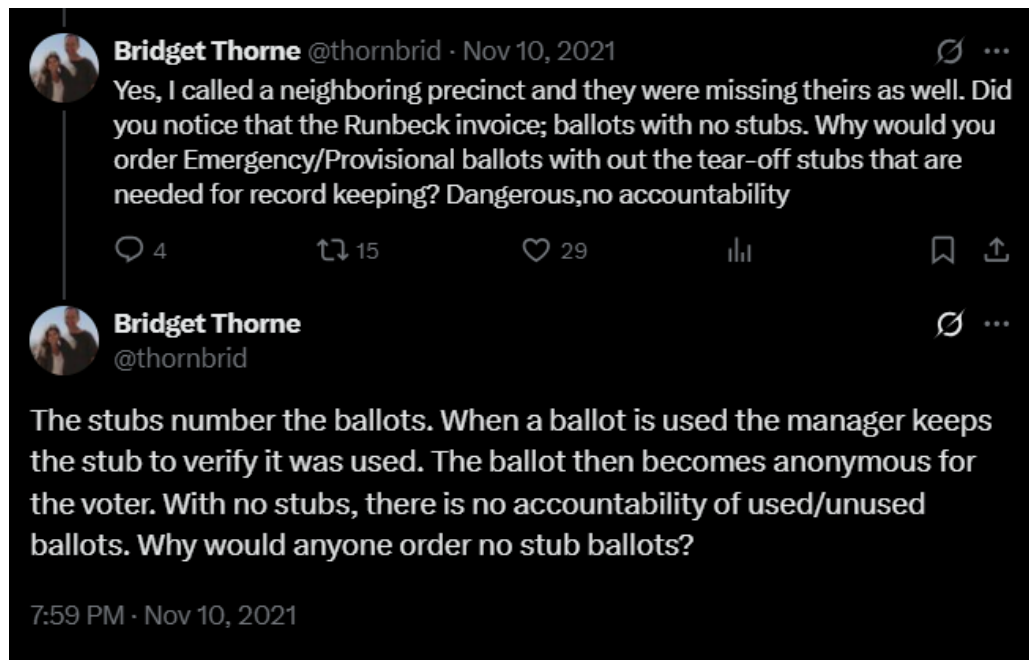 Bridget Thorne @thornbrid · Nov 10, 2021
Yes, I called a neighboring precinct and they were missing theirs as well. Did
you notice that the Runbeck invoice; ballots with no stubs. Why would you
order Emergency/Provisional ballots with out the tear-off stubs that are
needed for record keeping? Dangerous,no accountability
4 15 29
Bridget Thorne
@thornbrid
The stubs number the ballots. When a ballot is used the manager keeps
the stub to verify it was used. The ballot then becomes anonymous for
the voter. With no stubs, there is no accountability of used/unused
ballots. Why would anyone order no stub ballots?
7:59 PM · Nov 10, 2021